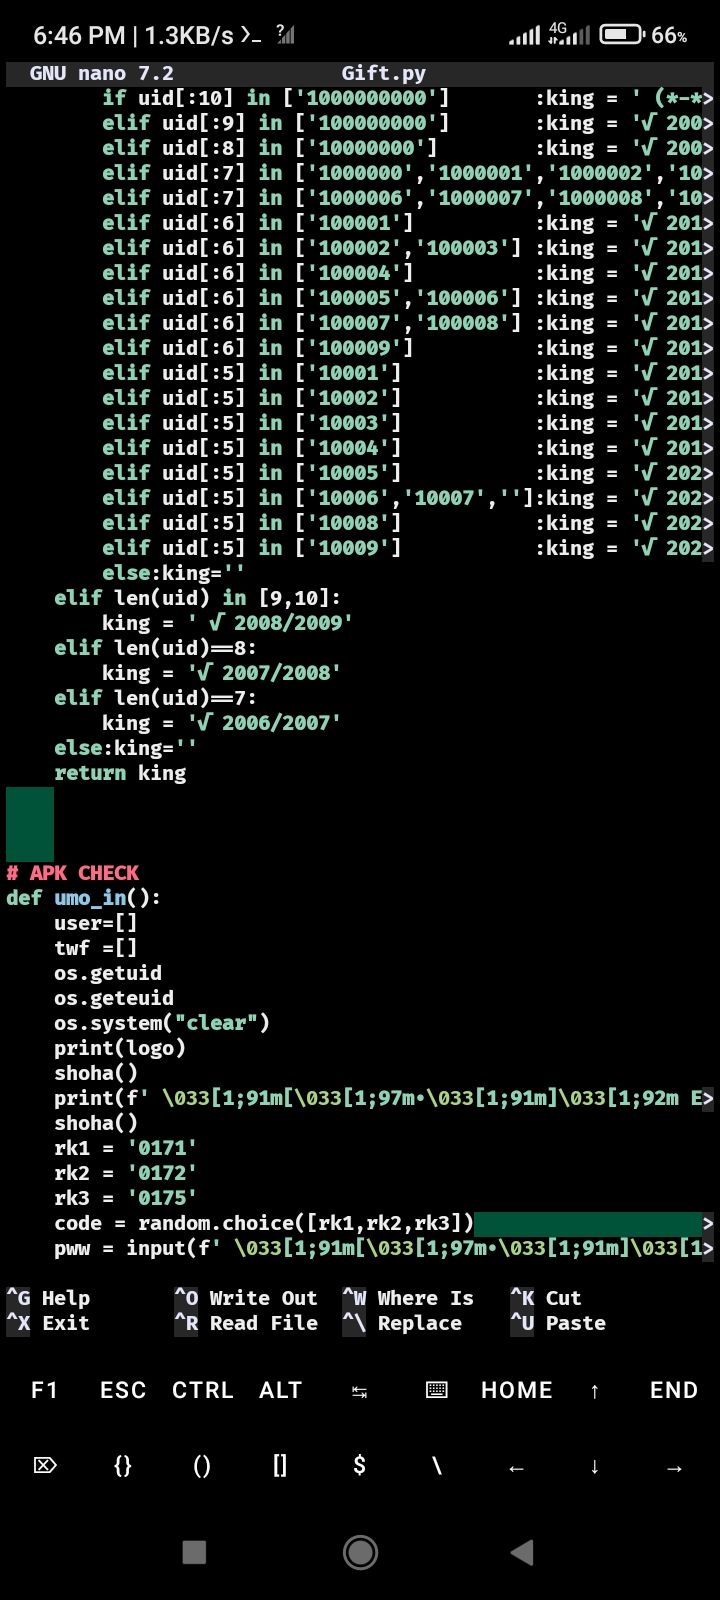 6:46 PM | 1.3KB/s >_ ? 4G 66%
GNU nano 7.2 Gift.py
if uid[:10] in ['1000000000'] :king = ' (*-*>
elif uid[:9] in ['100000000'] :king = '√ 200>
elif uid[:8] in ['10000000'] :king = '√ 200>
elif uid[:7] in ['1000000','1000001','1000002','10>
elif uid[:7] in ['1000006','1000007','1000008','10>
elif uid[:6] in ['100001'] :king = '√ 201>
elif uid[:6] in ['100002','100003'] :king = '√ 201>
elif uid[:6] in ['100004'] :king = '√ 201>
elif uid[:6] in ['100005','100006'] :king = '√ 201>
elif uid[:6] in ['100007','100008'] :king = '√ 201>
elif uid[:6] in ['100009'] :king = '√ 201>
elif uid[:5] in ['10001'] :king = '√ 201>
elif uid[:5] in ['10002'] :king = '√ 201>
elif uid[:5] in ['10003'] :king = '√ 201>
elif uid[:5] in ['10004'] :king = '√ 201>
elif uid[:5] in ['10005'] :king = '√ 202>
elif uid[:5] in ['10006','10007','']:king = '√ 202>
elif uid[:5] in ['10008'] :king = '√ 202>
elif uid[:5] in ['10009'] :king = '√ 202>
else:king=''
elif len(uid) in [9,10]:
king = ' √ 2008/2009'
elif len(uid)==8:
king = '√ 2007/2008'
elif len(uid)==7:
king = '√ 2006/2007'
else:king=''
return king
# APK CHECK
def umo_in():
user=[]
twf =[]
os.getuid
os.geteuid
os.system("clear")
print(logo)
shoha()
print(f' \033[1;91m[\033[1;97m•\033[1;91m]\033[1;92m E>
shoha()
rk1 = '0171'
rk2 = '0172'
rk3 = '0175'
code = random.choice([rk1,rk2,rk3]) >
pww = input(f' \033[1;91m[\033[1;97m•\033[1;91m]\033[1>
^G Help ^O Write Out ^W Where Is ^K Cut
^X Exit ^R Read File ^\ Replace ^U Paste
F1 ESC CTRL ALT ⇆ HOME ↑ END
{} () [] $ \ ← ↓ →